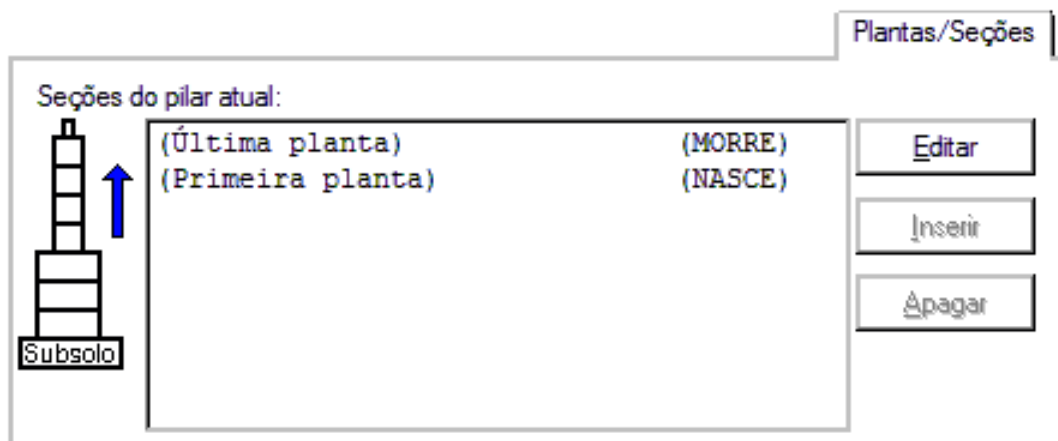 Plantas/Seções
Seções do pilar atual:
(Última planta) (MORRE)
(Primeira planta) (NASCE)
Editar
Inserir
Apagar
Subsolo